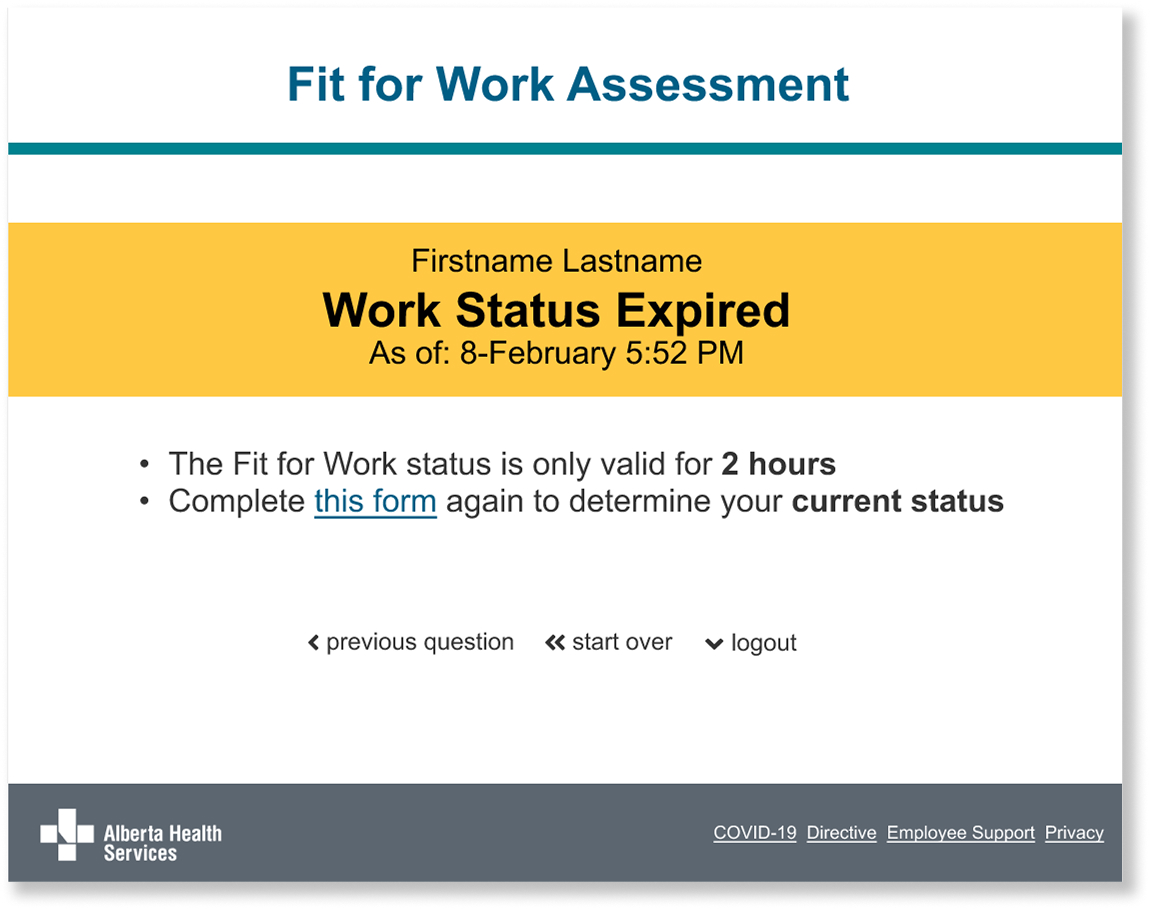 Fit for Work Assessment
Firstname Lastname
Work Status Expired
As of: 8-February 5:52 PM
• The Fit for Work status is only valid for 2 hours
• Complete this form again to determine your current status
previous question start over logout
Alberta Health
Services
COVID-19 Directive Employee Support Privacy